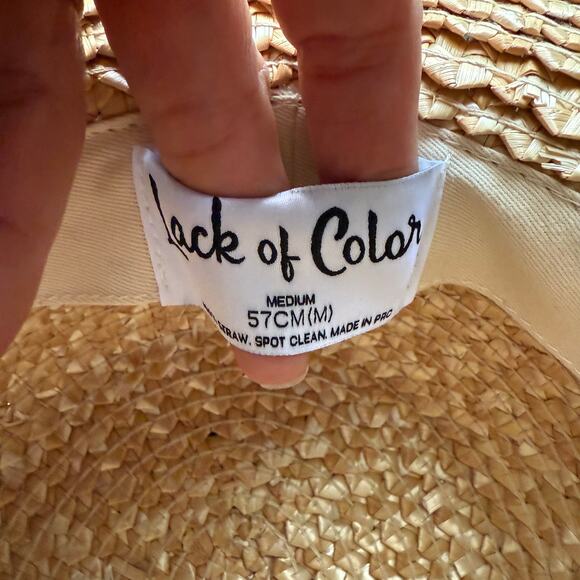 Lack of Color
MEDIUM
57CM(M)
STRAW. SPOT CLEAN. MADE IN PRC